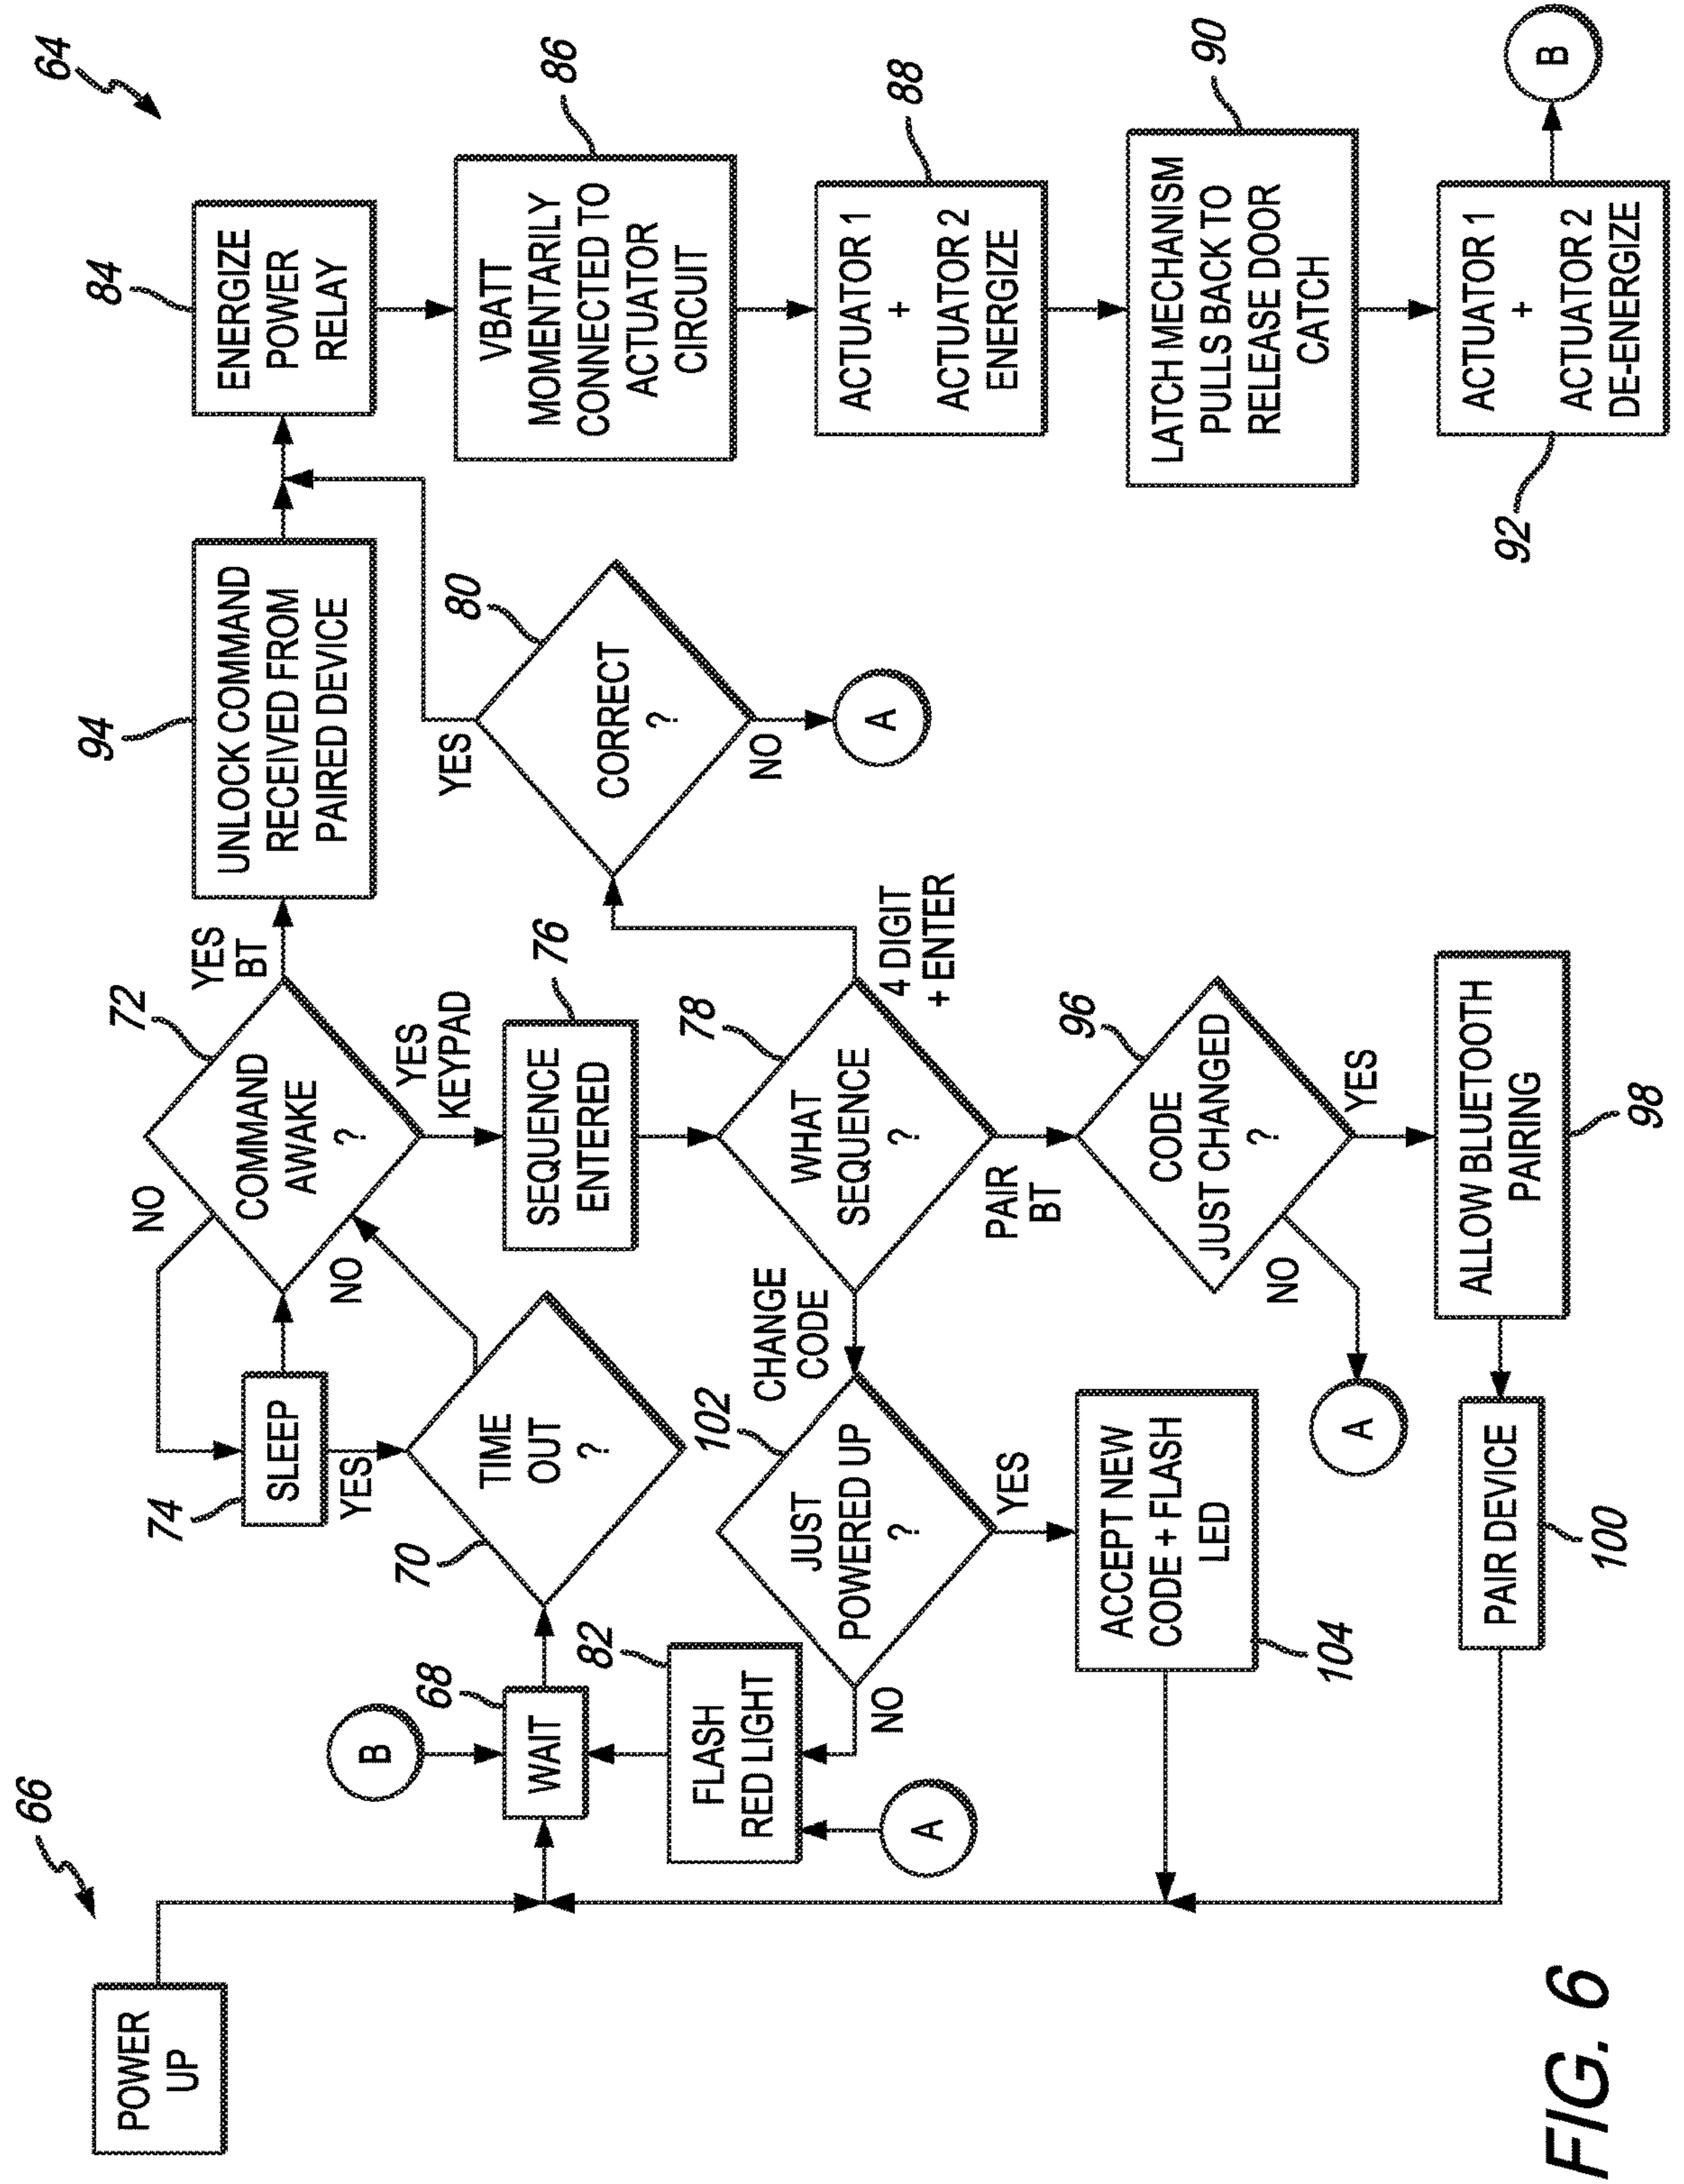 64
66
POWER
UP
B
68
WAIT
82
FLASH
RED LIGHT
A
70
TIME
OUT
?
NO
YES
74
SLEEP
NO
72
COMMAND
AWAKE
?
YES
BT
YES
KEYPAD
76
SEQUENCE
ENTERED
78
WHAT
SEQUENCE
?
4 DIGIT
+ ENTER
PAIR
BT
CHANGE
CODE
102
JUST
POWERED UP
?
NO
YES
ACCEPT NEW
CODE + FLASH
LED
104
96
CODE
JUST CHANGED
?
NO
A
YES
ALLOW BLUETOOTH
PAIRING
98
PAIR DEVICE
100
94
UNLOCK COMMAND
RECEIVED FROM
PAIRED DEVICE
80
CORRECT
?
YES
NO
A
84
ENERGIZE
POWER
RELAY
86
VBATT
MOMENTARILY
CONNECTED TO
ACTUATOR
CIRCUIT
88
ACTUATOR 1
+
ACTUATOR 2
ENERGIZE
90
LATCH MECHANISM
PULLS BACK TO
RELEASE DOOR
CATCH
92
ACTUATOR 1
+
ACTUATOR 2
DE-ENERGIZE
B
FIG. 6